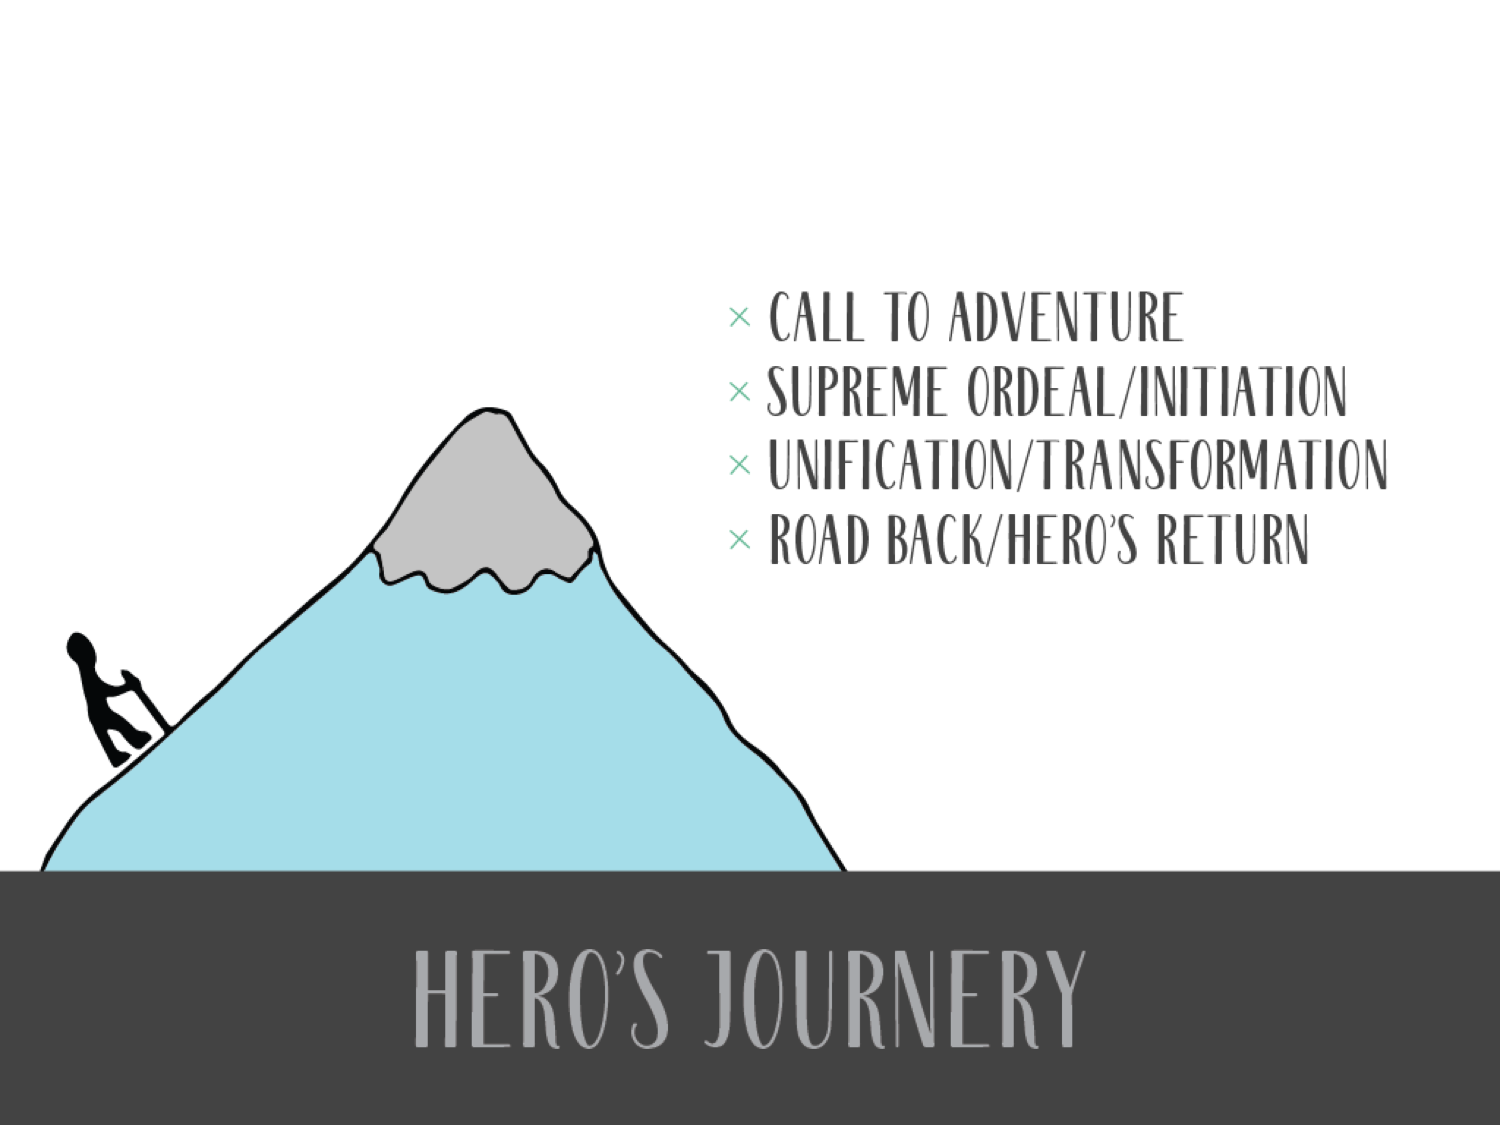 × CALL TO ADVENTURE
× SUPREME ORDEAL/INITIATION
× UNIFICATION/TRANSFORMATION
× ROAD BACK/HERO'S RETURN
HERO'S JOURNERY